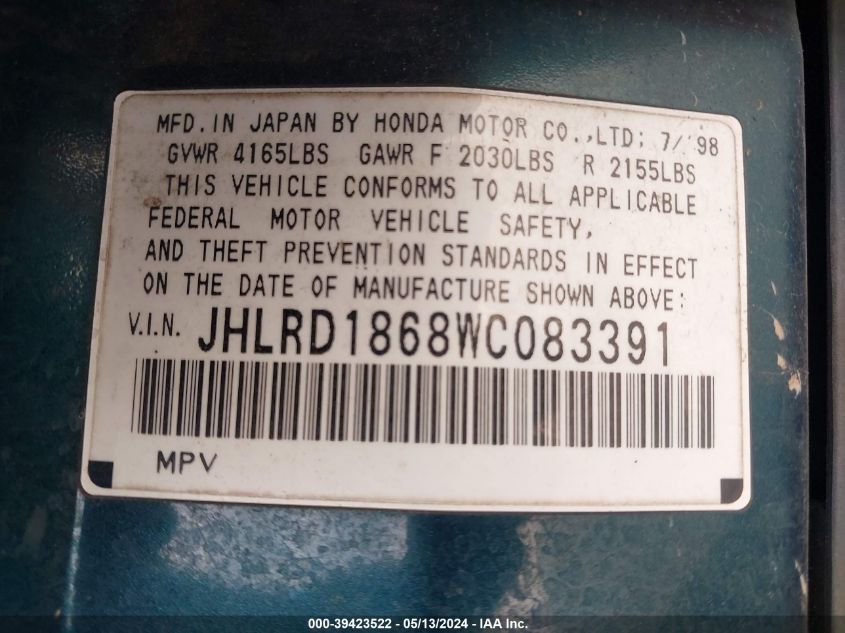 MFD. IN JAPAN BY HONDA MOTOR CO.,LTD; 7/'98
GVWR 4165LBS GAWR F 2030LBS R 2155LBS
THIS VEHICLE CONFORMS TO ALL APPLICABLE
FEDERAL MOTOR VEHICLE SAFETY,
AND THEFT PREVENTION STANDARDS IN EFFECT
ON THE DATE OF MANUFACTURE SHOWN ABOVE:
V.I.N. JHLRD1868WC083391
MPV
000-39423522 - 05/13/2024 - IAA Inc.